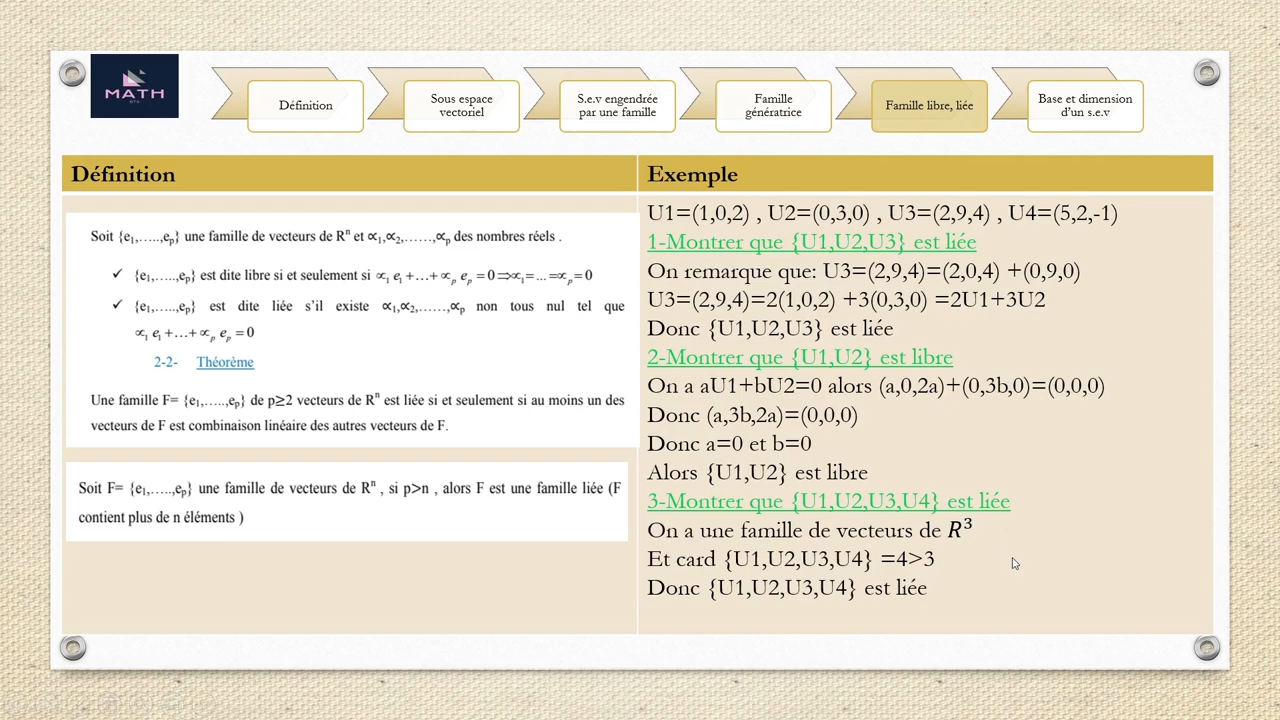 MATH
Définition
Sous espace
vectoriel
S.e.v engendrée
par une famille
Famille
génératrice
Famille libre, liée
Base et dimension
d’un s.e.v
Définition
Soit {e₁,…..,eₚ} une famille de vecteurs de Rⁿ et ∝₁,∝₂,……,∝ₚ des nombres réels .
✓ {e₁,…..,eₚ} est dite libre si et seulement si ∝₁ e₁ +…+ ∝ₚ eₚ = 0 ⇒∝₁= ... =∝ₚ= 0
✓ {e₁,…..,eₚ} est dite liée s’il existe ∝₁,∝₂,……,∝ₚ non tous nul tel que
∝₁ e₁ +…+ ∝ₚ eₚ = 0
2-2- Théorème
Une famille F= {e₁,…..,eₚ} de p≥2 vecteurs de Rⁿ est liée si et seulement si au moins un des
vecteurs de F est combinaison linéaire des autres vecteurs de F.
Soit F= {e₁,…..,eₚ} une famille de vecteurs de Rⁿ , si p>n , alors F est une famille liée (F
contient plus de n éléments )
Exemple
U1=(1,0,2) , U2=(0,3,0) , U3=(2,9,4) , U4=(5,2,-1)
1-Montrer que {U1,U2,U3} est liée
On remarque que: U3=(2,9,4)=(2,0,4) +(0,9,0)
U3=(2,9,4)=2(1,0,2) +3(0,3,0) =2U1+3U2
Donc {U1,U2,U3} est liée
2-Montrer que {U1,U2} est libre
On a aU1+bU2=0 alors (a,0,2a)+(0,3b,0)=(0,0,0)
Donc (a,3b,2a)=(0,0,0)
Donc a=0 et b=0
Alors {U1,U2} est libre
3-Montrer que {U1,U2,U3,U4} est liée
On a une famille de vecteurs de R³
Et card {U1,U2,U3,U4} =4>3
Donc {U1,U2,U3,U4} est liée